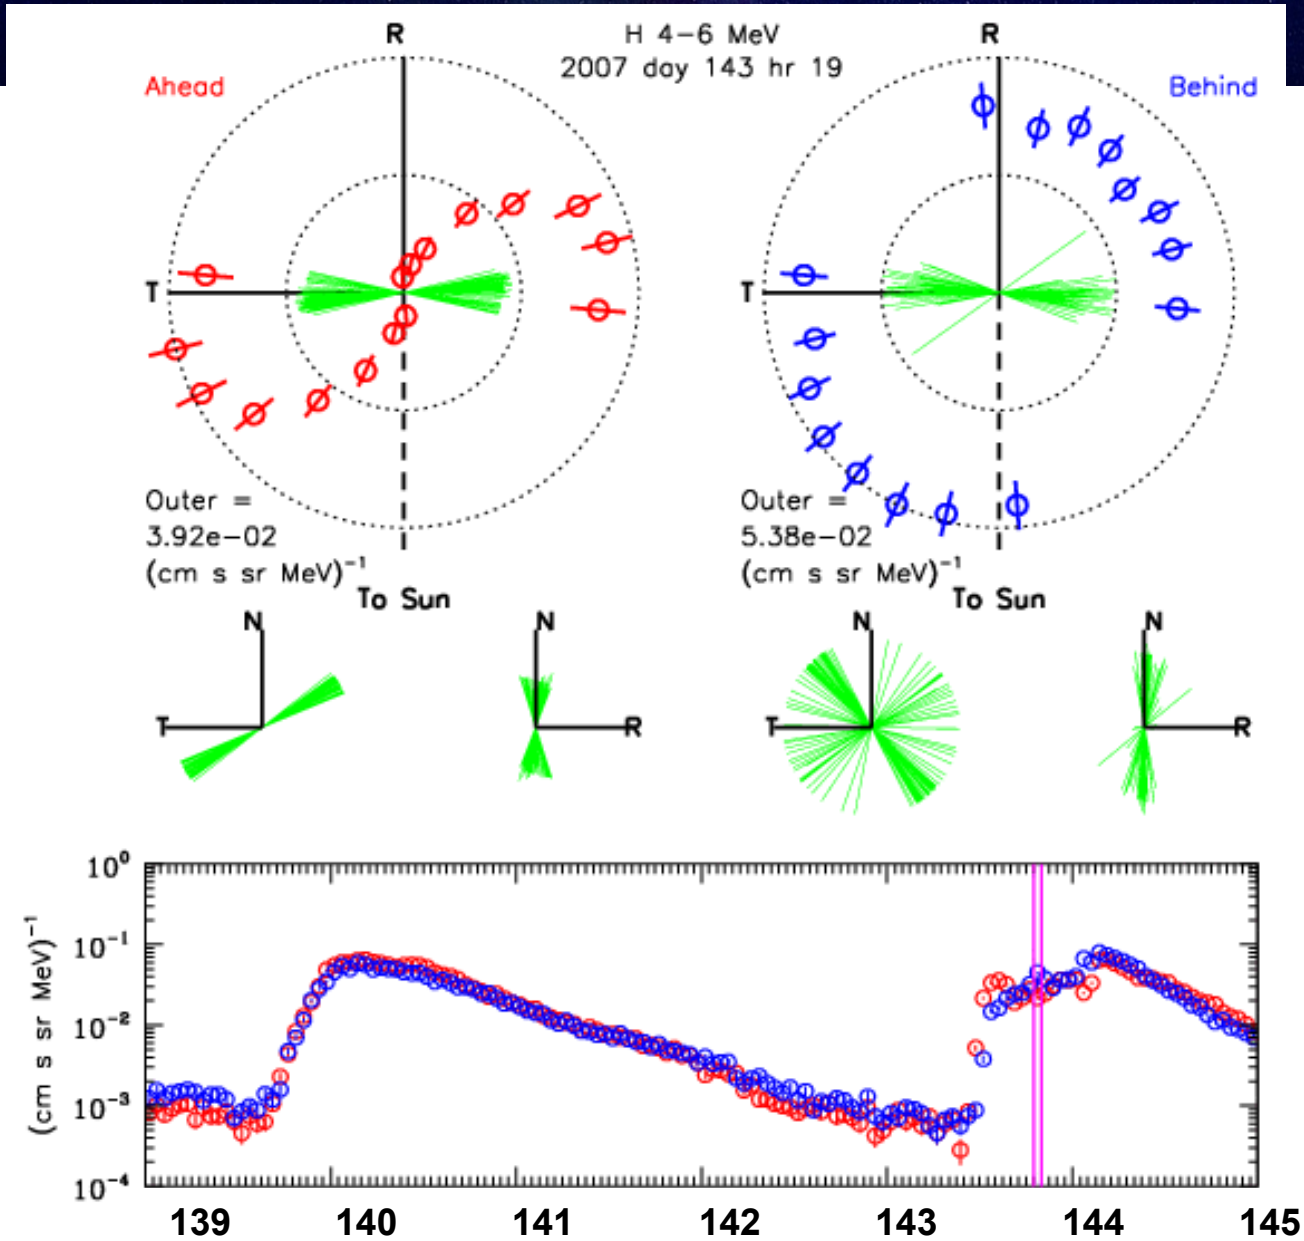 R
H 4-6 MeV
R
2007 day 143 hr 19
Ahead
Behind
T
T
Outer =
3.92e-02
(cm s sr MeV)⁻¹
To Sun
Outer =
5.38e-02
(cm s sr MeV)⁻¹
To Sun
N
N
N
N
T
R
T
R
(cm s sr MeV)⁻¹
10⁰
10⁻¹
10⁻²
10⁻³
10⁻⁴
139 140 141 142 143 144 145